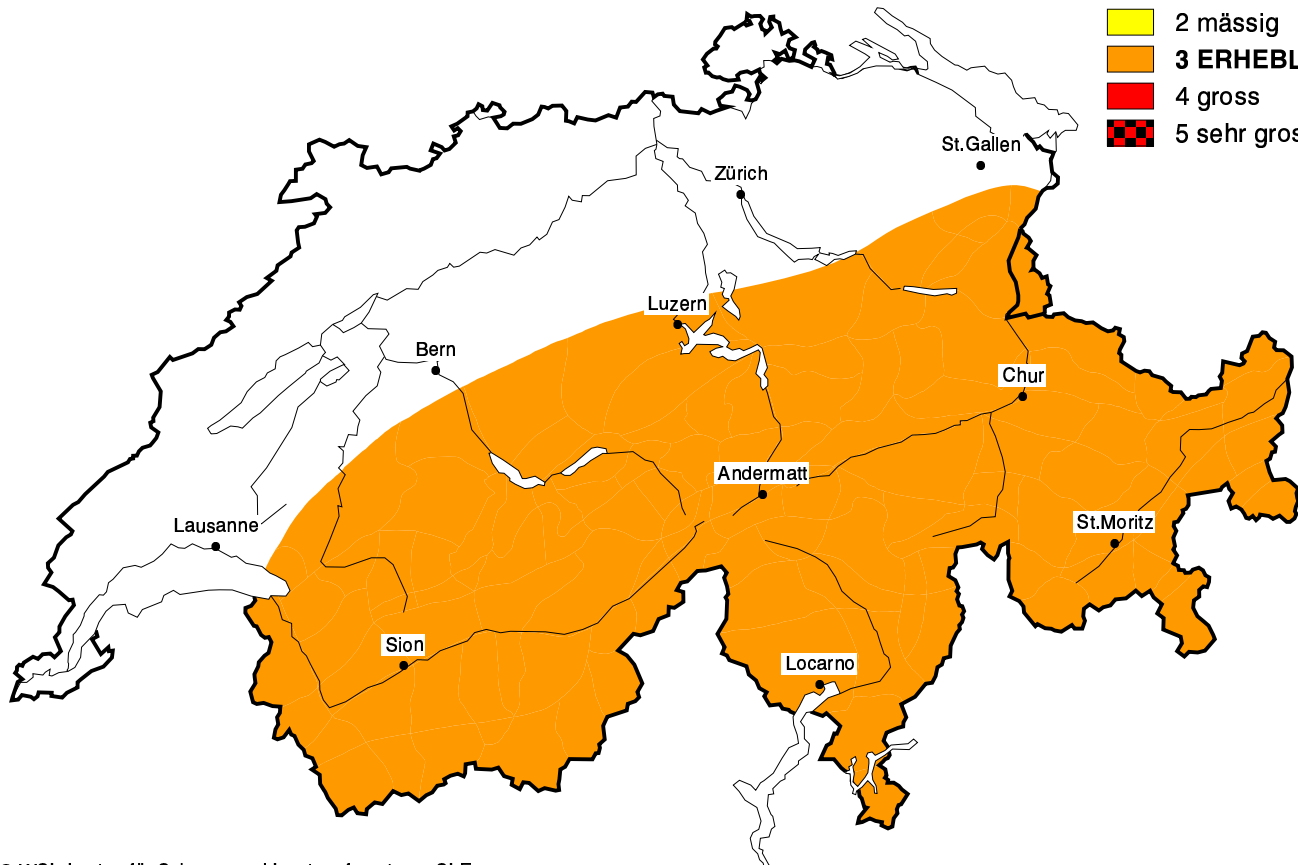 2 mässig
3 ERHEBL
4 gross
5 sehr gros
St.Gallen
Zürich
Luzern
Bern
Chur
Andermatt
Lausanne
St.Moritz
Sion
Locarno